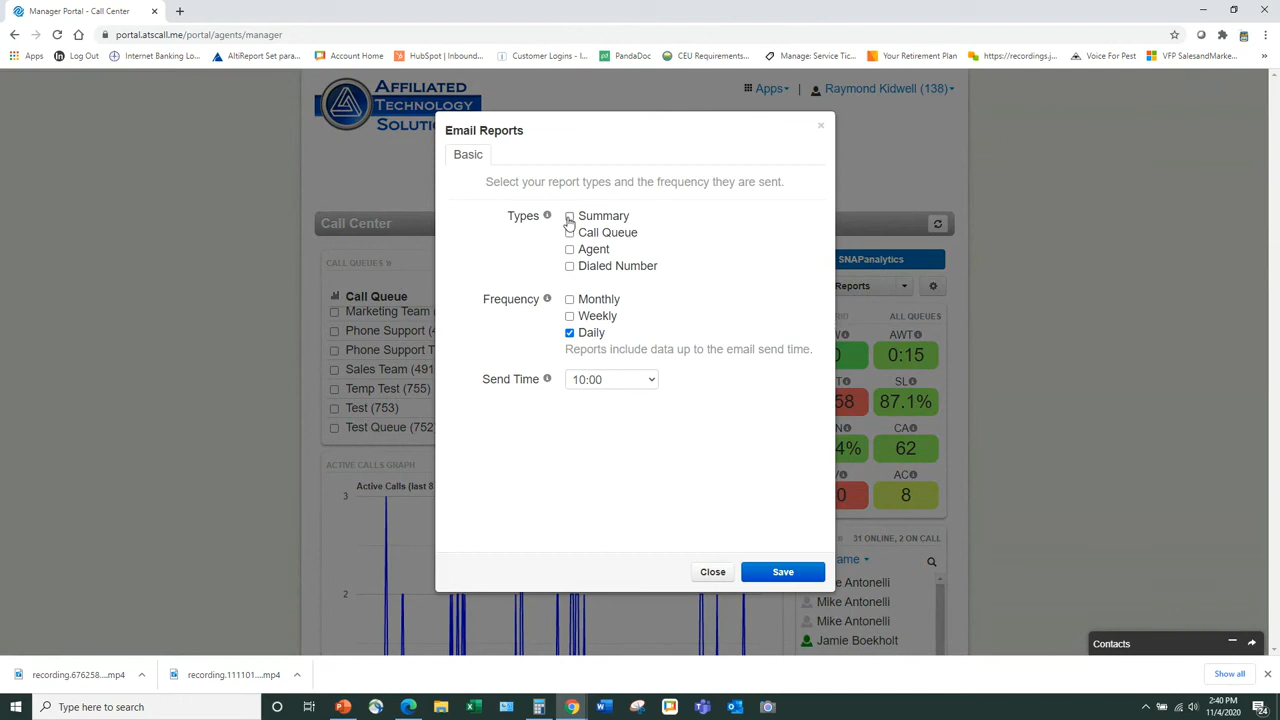 Manager Portal - Call Center
portal.atscall.me/portal/agents/manager
Apps
Log Out
Internet Banking Lo...
AltiReport Set para...
Account Home
HubSpot | Inbound...
Customer Logins - I...
PandaDoc
CEU Requirements...
Manage: Service Tic...
Your Retirement Plan
https://recordings.j...
Voice For Pest
VFP SalesandMarke...
AFFILIATED
TECHNOLOGY
SOLUTIO
Apps
Raymond Kidwell (138)
Email Reports
Basic
Select your report types and the frequency they are sent.
Types
Summary
Call Queue
Agent
Dialed Number
Frequency
Monthly
Weekly
Daily
Reports include data up to the email send time.
Send Time
10:00
Close
Save
Call Center
SNAPanalytics
Reports
CALL QUEUES »
Call Queue
Marketing Team (
Phone Support (4
Phone Support T
Sales Team (491
Temp Test (755)
Test (753)
Test Queue (752
ACTIVE CALLS GRAPH
Active Calls (last 8
3
2
ALL QUEUES
AWT
0:15
SL
58
87.1%
CA
4%
62
AC
0
8
31 ONLINE, 2 ON CALL
ame
e Antonelli
Mike Antonelli
Mike Antonelli
Jamie Boekholt
Contacts
recording.676258....mp4
recording.111101....mp4
Show all
Type here to search
2:40 PM
11/4/2020
24